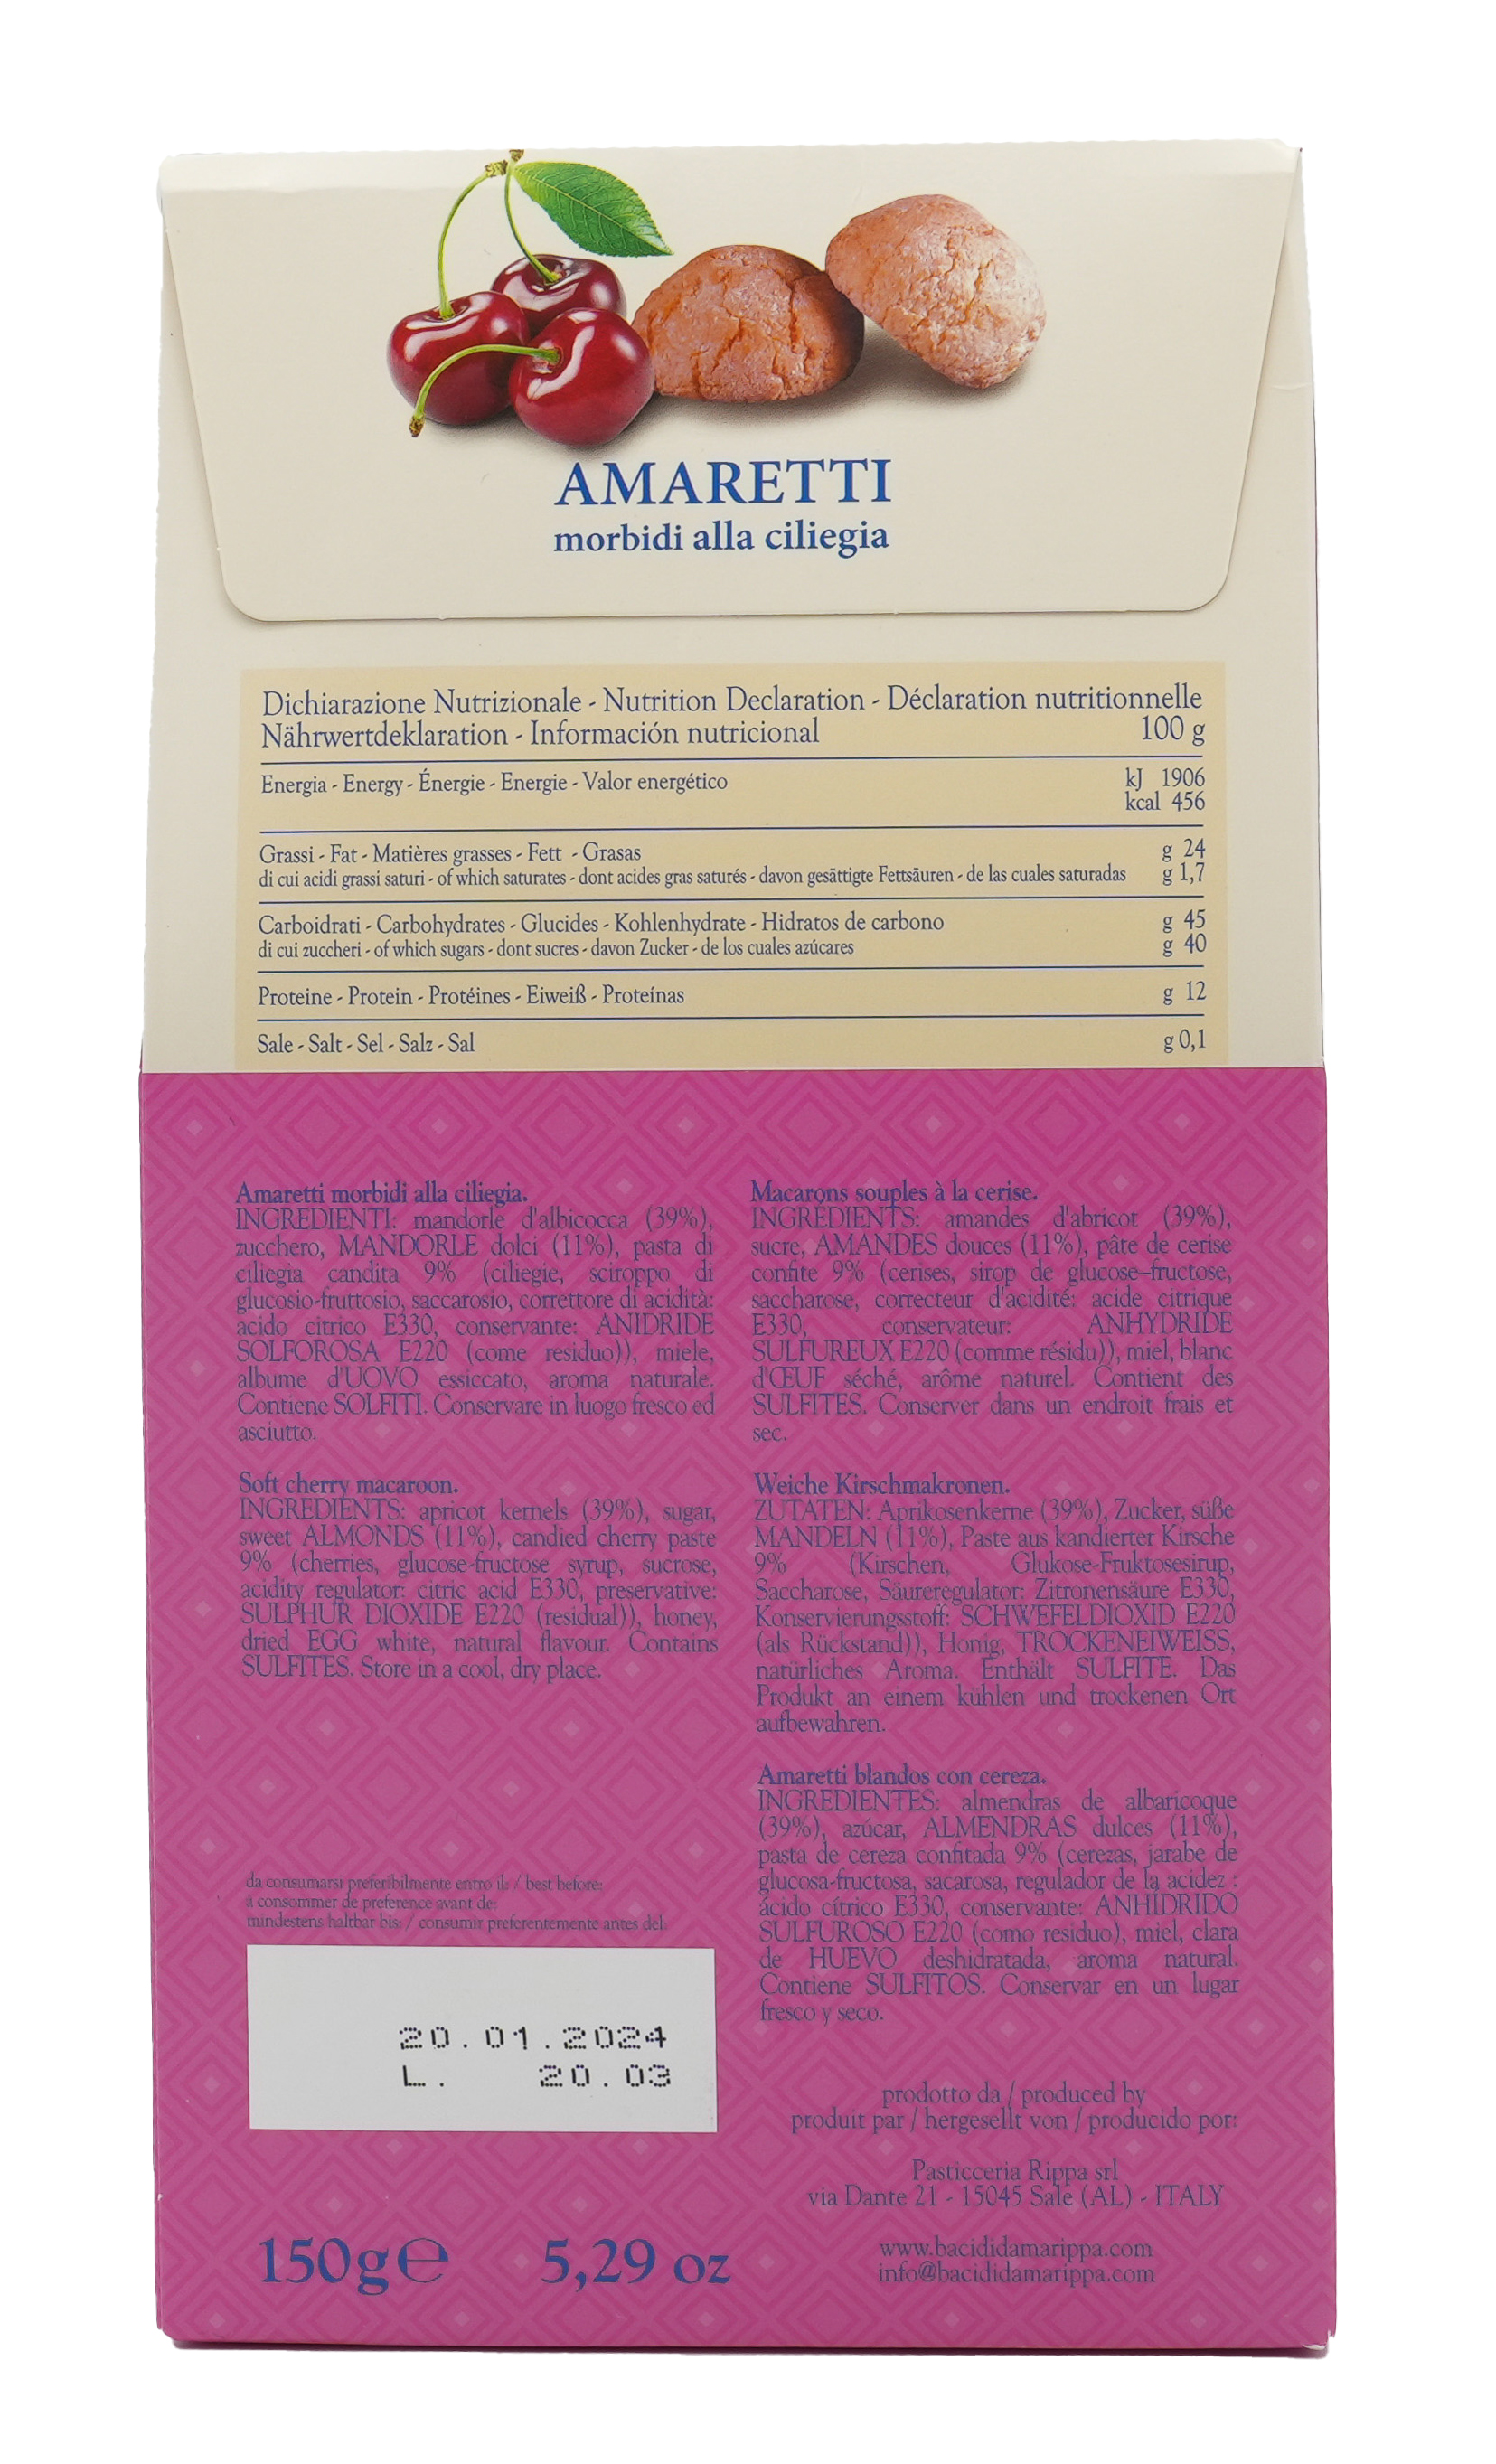 AMARETTI
morbidi alla ciliegia
Dichiarazione Nutrizionale - Nutrition Declaration - Déclaration nutritionnelle
Nährwertdeklaration - Información nutricional 100 g
Energia - Energy - Énergie - Energie - Valor energético kJ 1906
kcal 456
Grassi - Fat - Matières grasses - Fett - Grasas g 24
di cui acidi grassi saturi - of which saturates - dont acides gras saturés - davon gesättigte Fettsäuren - de las cuales saturadas g 1,7
Carboidrati - Carbohydrates - Glucides - Kohlenhydrate - Hidratos de carbono g 45
di cui zuccheri - of which sugars - dont sucres - davon Zucker - de los cuales azúcares g 40
Proteine - Protein - Protéines - Eiweiß - Proteínas g 12
Sale - Salt - Sel - Salz - Sal g 0,1
Amaretti morbidi alla ciliegia.
INGREDIENTI: mandorle d'albicocca (39%),
zucchero, MANDORLE dolci (11%), pasta di
ciliegia candita 9% (ciliegie, sciroppo di
glucosio-fruttosio, saccarosio, correttore di acidità:
acido citrico E330, conservante: ANIDRIDE
SOLFOROSA E220 (come residuo)), miele,
albume d'UOVO essiccato, aroma naturale.
Contiene SOLFITI. Conservare in luogo fresco ed
asciutto.
Soft cherry macaroon.
INGREDIENTS: apricot kernels (39%), sugar,
sweet ALMONDS (11%), candied cherry paste
9% (cherries, glucose-fructose syrup, sucrose,
acidity regulator: citric acid E330, preservative:
SULPHUR DIOXIDE E220 (residual)), honey,
dried EGG white, natural flavour. Contains
SULFITES. Store in a cool, dry place.
Macarons souples à la cerise.
INGRÉDIENTS: amandes d'abricot (39%),
sucre, AMANDES douces (11%), pâte de cerise
confite 9% (cerises, sirop de glucose–fructose,
saccharose, correcteur d'acidité: acide citrique
E330, conservateur: ANHYDRIDE
SULFUREUX E220 (comme résidu)), miel, blanc
d'ŒUF séché, arôme naturel. Contient des
SULFITES. Conserver dans un endroit frais et
sec.
Weiche Kirschmakronen.
ZUTATEN: Aprikosenkerne (39%), Zucker, süße
MANDELN (11%), Paste aus kandierter Kirsche
9% (Kirschen, Glukose-Fruktosesirup,
Saccharose, Säureregulator: Zitronensäure E330,
Konservierungsstoff: SCHWEFELDIOXID E220
(als Rückstand)), Honig, TROCKENEIWEISS,
natürliches Aroma. Enthält SULFITE. Das
Produkt an einem kühlen und trockenen Ort
aufbewahren.
Amaretti blandos con cereza.
INGREDIENTES: almendras de albaricoque
(39%), azúcar, ALMENDRAS dulces (11%),
pasta de cereza confitada 9% (cerezas, jarabe de
glucosa-fructosa, sacarosa, regulador de la acidez :
ácido cítrico E330, conservante: ANHIDRIDO
SULFUROSO E220 (como residuo), miel, clara
de HUEVO deshidratada, aroma natural.
Contiene SULFITOS. Conservar en un lugar
fresco y seco.
da consumarsi preferibilmente entro il: / best before:
à consommer de preference avant de:
mindestens haltbar bis: / consumir preferentemente antes del:
20.01.2024
L. 20.03
prodotto da / produced by
produit par / hergesellt von / producido por:
Pasticceria Rippa srl
via Dante 21 - 15045 Sale (AL) - ITALY
www.bacididamarippa.com
info@bacididamarippa.com
150g℮ 5,29 oz